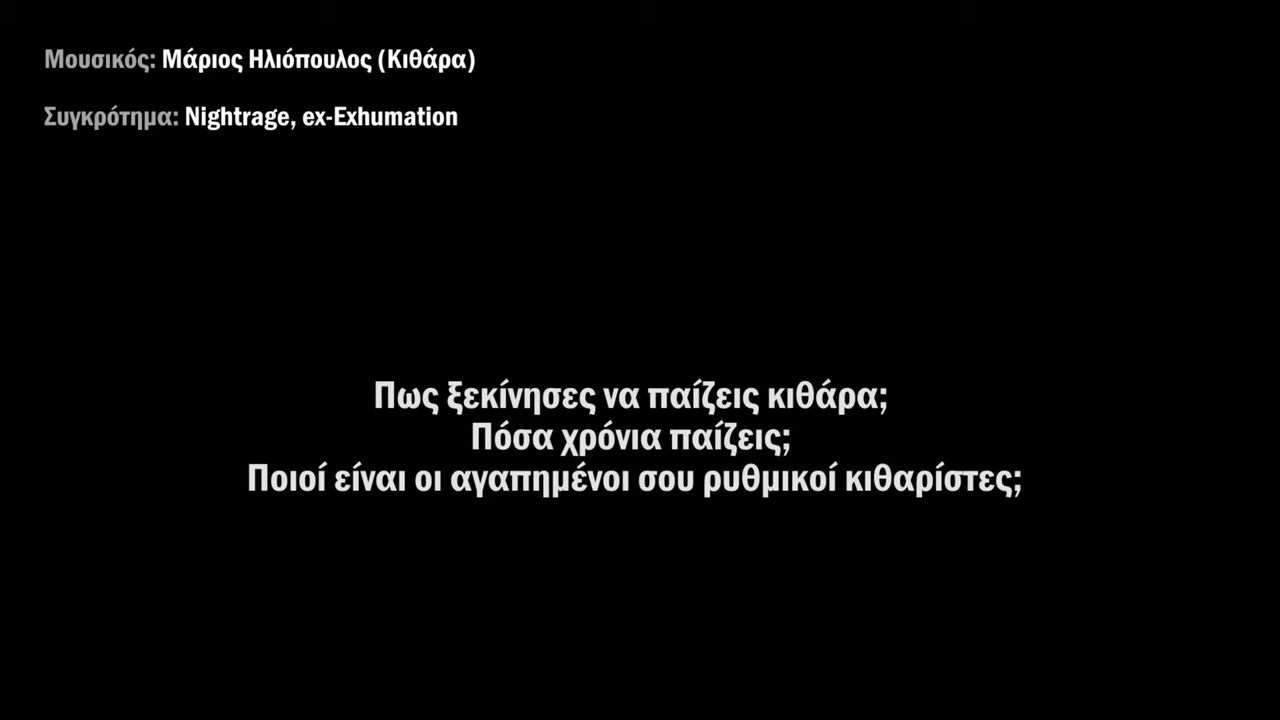 Μουσικός: Μάριος Ηλιόπουλος (Κιθάρα)
Συγκρότημα: Nightrage, ex-Exhumation
Πως ξεκίνησες να παίζεις κιθάρα;
Πόσα χρόνια παίζεις;
Ποιοί είναι οι αγαπημένοι σου ρυθμικοί κιθαρίστες;